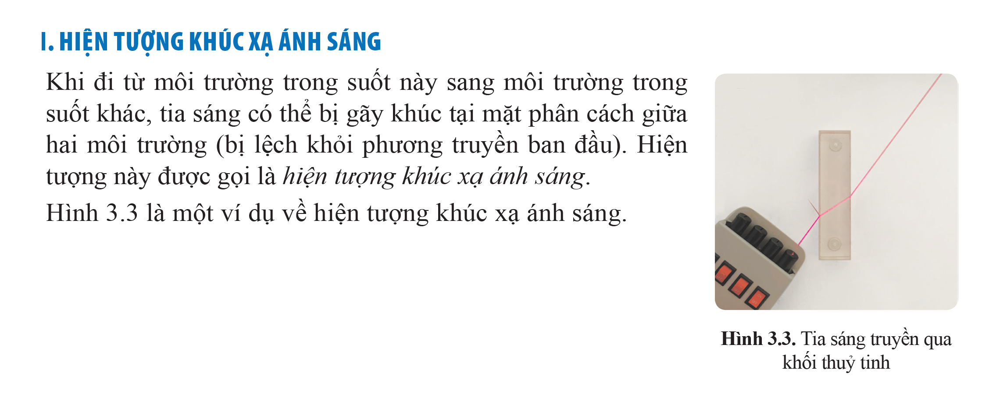 I. HIỆN TƯỢNG KHÚC XẠ ÁNH SÁNG
Khi đi từ môi trường trong suốt này sang môi trường trong
suốt khác, tia sáng có thể bị gãy khúc tại mặt phân cách giữa
hai môi trường (bị lệch khỏi phương truyền ban đầu). Hiện
tượng này được gọi là hiện tượng khúc xạ ánh sáng.
Hình 3.3 là một ví dụ về hiện tượng khúc xạ ánh sáng.
ON
OFF
Hình 3.3. Tia sáng truyền qua
khối thuỷ tinh